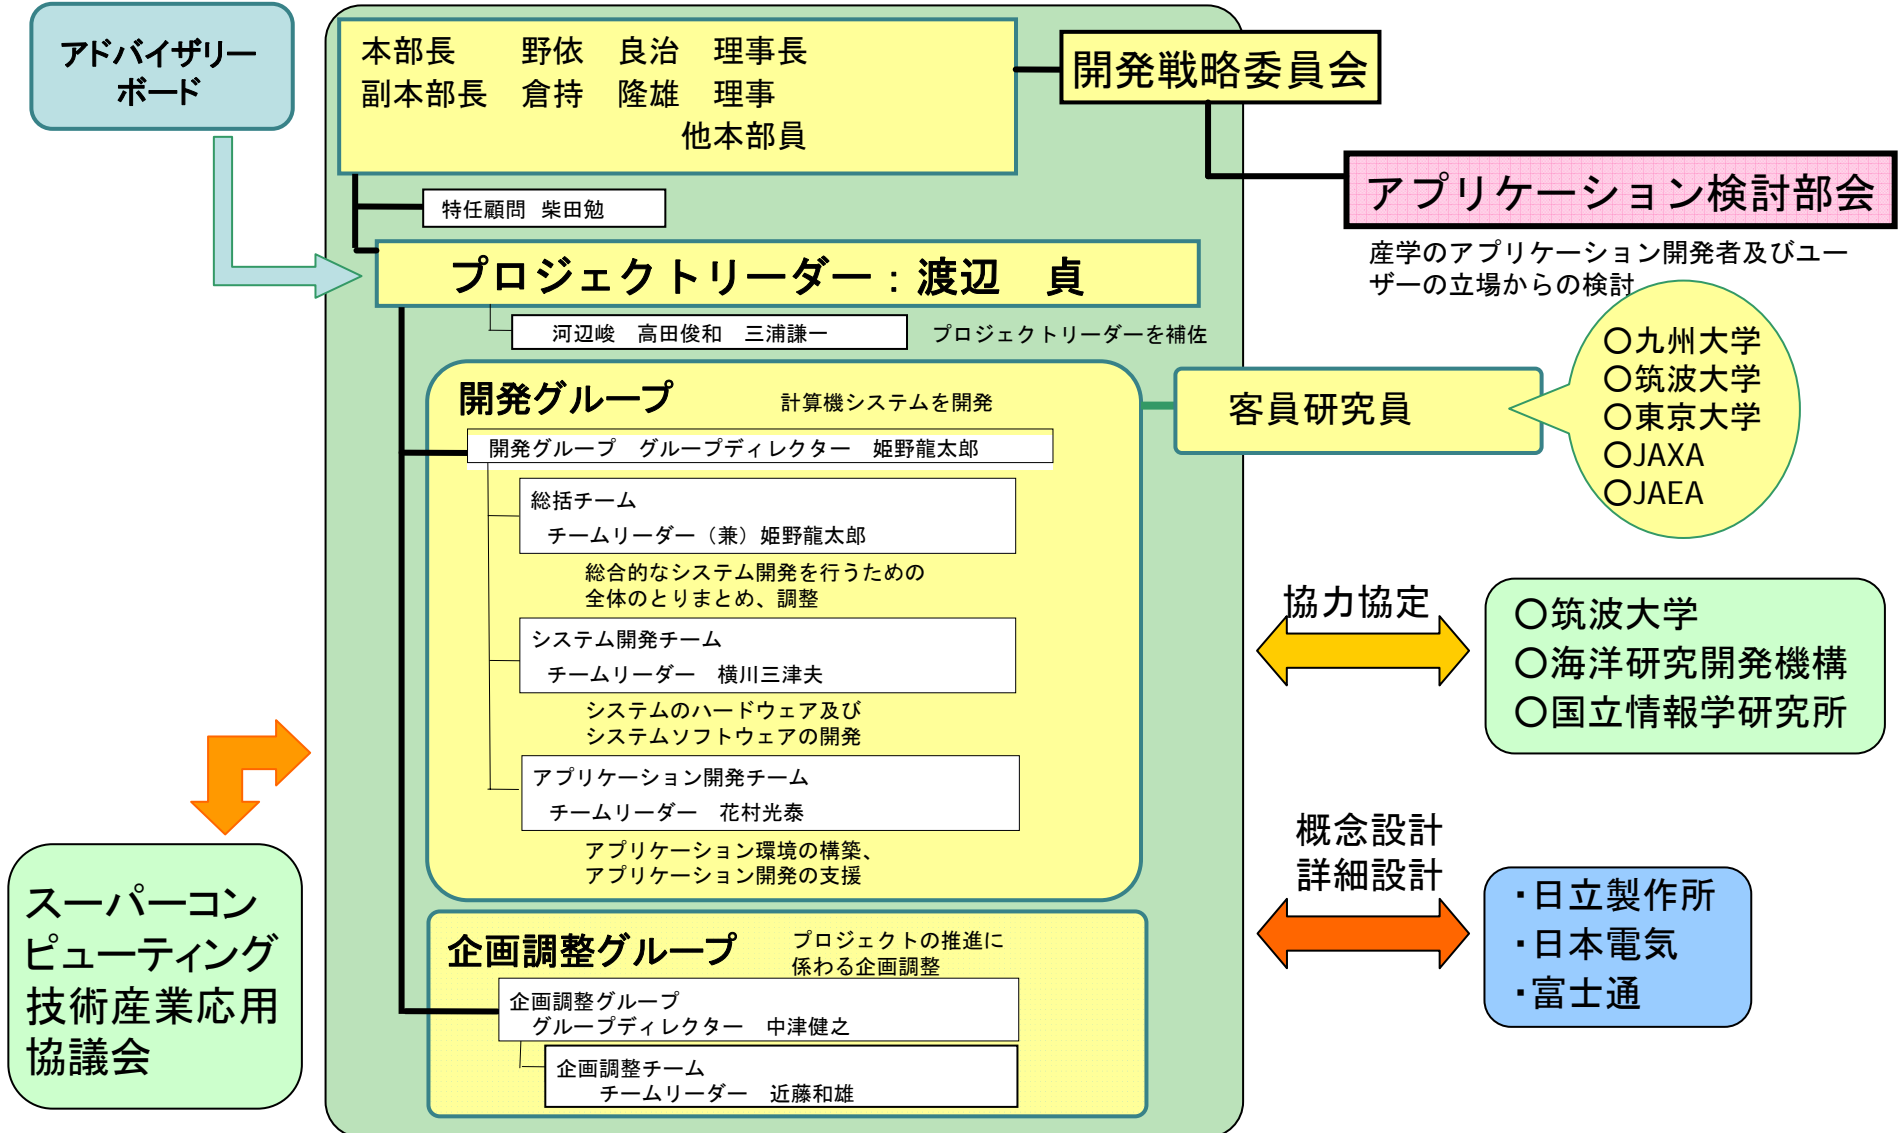 アドバイザリー
ボード
本部長　　野依　良治　理事長
副本部長　倉持　隆雄　理事
他本部員
開発戦略委員会
アプリケーション検討部会
産学のアプリケーション開発者及びユー
ザーの立場からの検討
特任顧問 柴田勉
プロジェクトリーダー：渡辺　貞
河辺峻　高田俊和　三浦謙一
プロジェクトリーダーを補佐
開発グループ
計算機システムを開発
開発グループ　グループディレクター　姫野龍太郎
総括チーム
チームリーダー（兼）姫野龍太郎
総合的なシステム開発を行うための
全体のとりまとめ、調整
システム開発チーム
チームリーダー　横川三津夫
システムのハードウェア及び
システムソフトウェアの開発
アプリケーション開発チーム
チームリーダー　花村光泰
アプリケーション環境の構築、
アプリケーション開発の支援
客員研究員
〇九州大学
〇筑波大学
〇東京大学
〇JAXA
〇JAEA
協力協定
〇筑波大学
〇海洋研究開発機構
〇国立情報学研究所
概念設計
詳細設計
・日立製作所
・日本電気
・富士通
スーパーコン
ピューティング
技術産業応用
協議会
企画調整グループ
プロジェクトの推進に
係わる企画調整
企画調整グループ
グループディレクター　中津健之
企画調整チーム
チームリーダー　近藤和雄